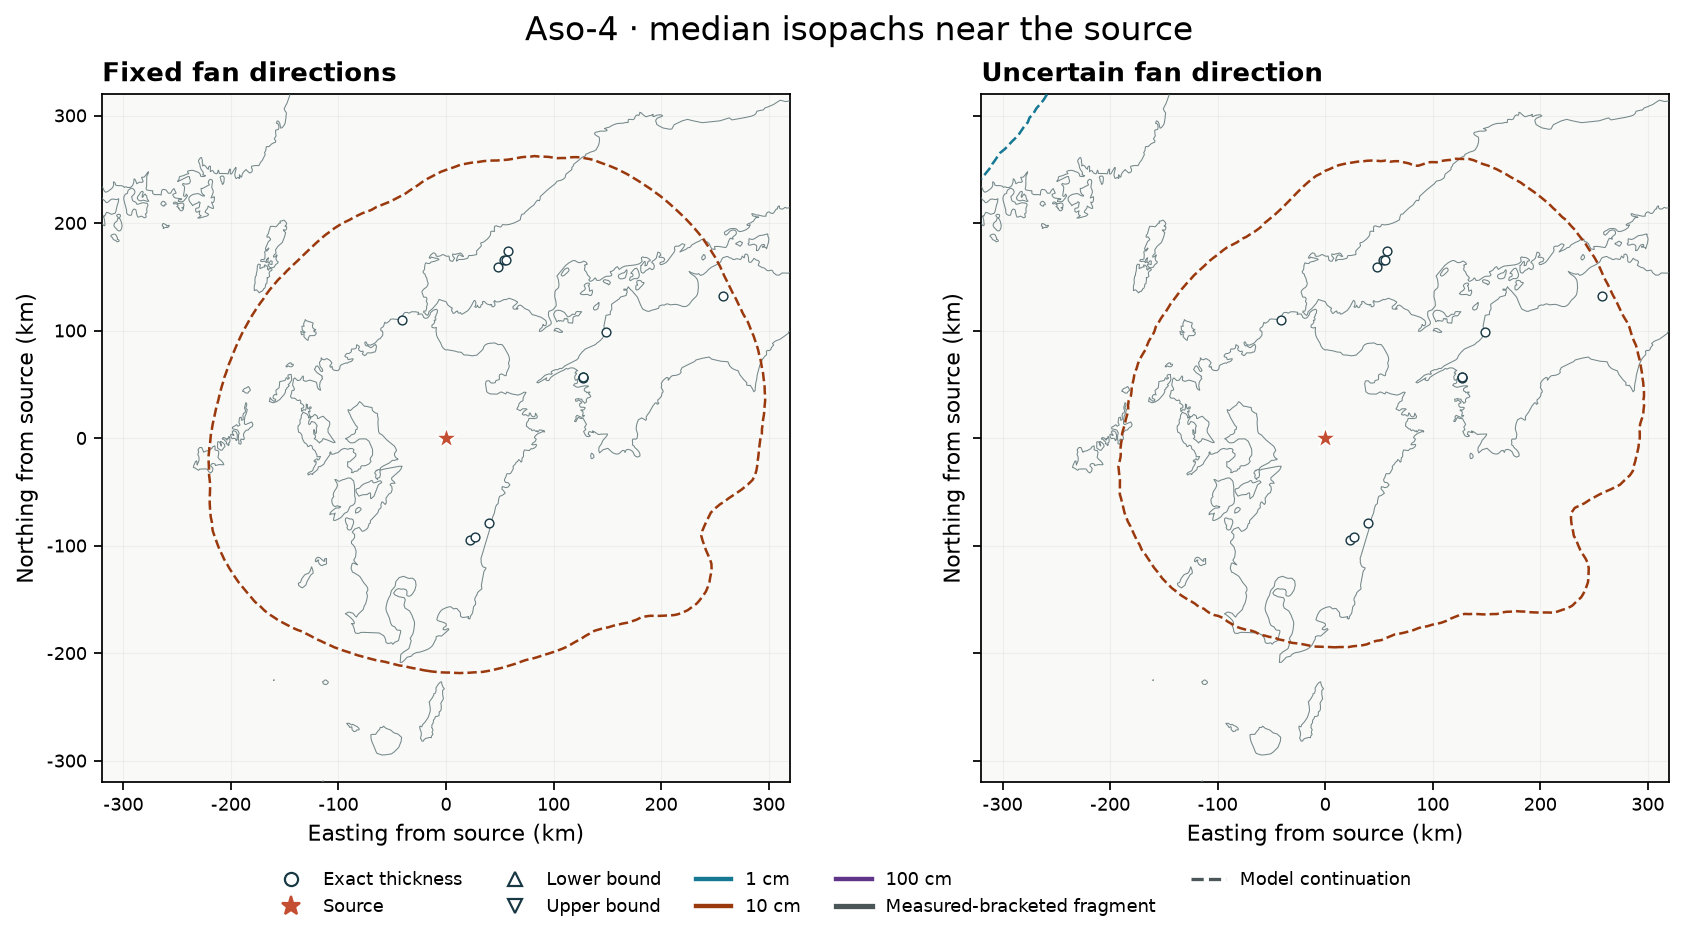 Aso-4 · median isopachs near the source
Fixed fan directions
Uncertain fan direction
300
200
100
0
-100
-200
-300
Northing from source (km)
Northing from source (km)
-300 -200 -100 0 100 200 300
-300 -200 -100 0 100 200 300
Easting from source (km)
Easting from source (km)
Exact thickness Lower bound 1 cm 100 cm Model continuation
Source Upper bound 10 cm Measured-bracketed fragment